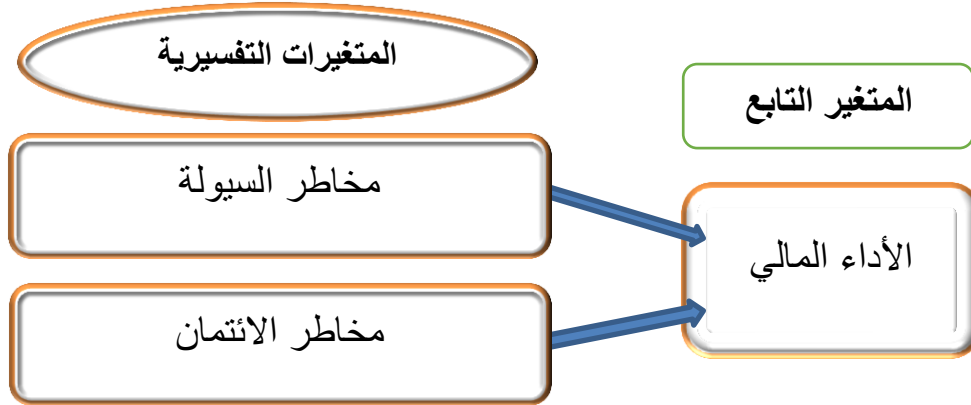 المتغيرات التفسيرية
المتغير التابع
مخاطر السيولة
الأداء المالي
مخاطر الائتمان